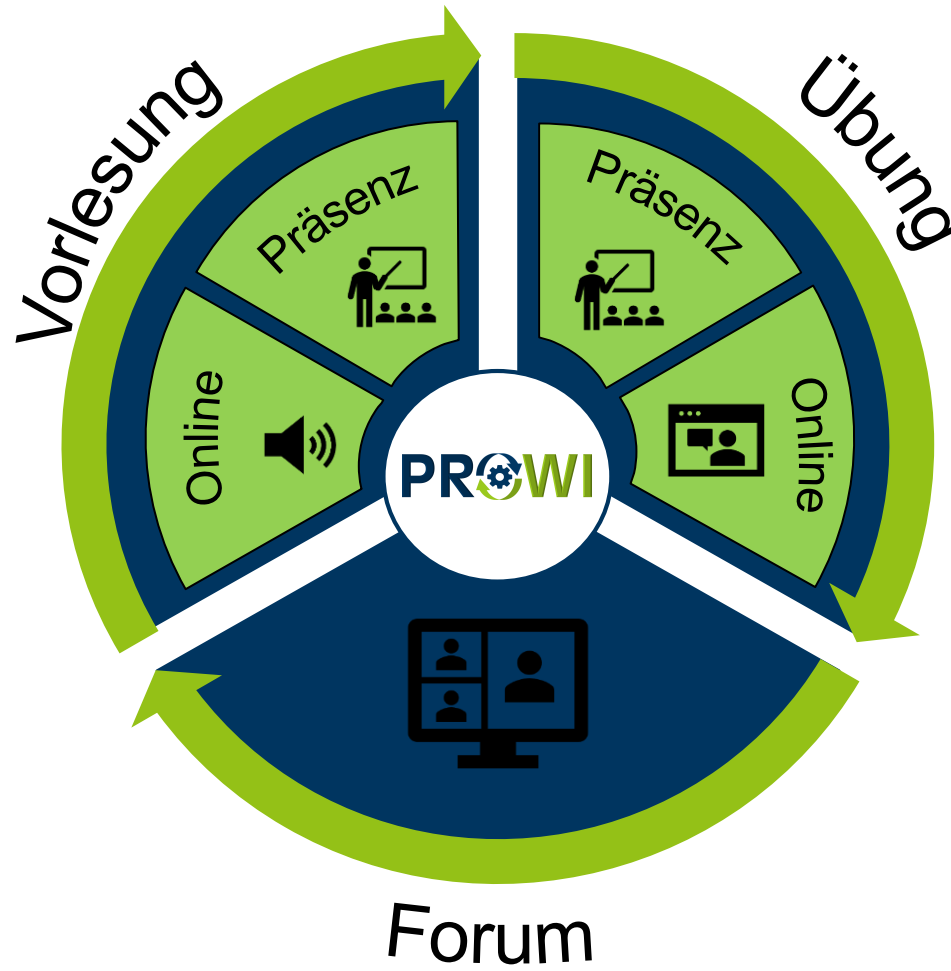 Vorlesung
Übung
Präsenz
Präsenz
Online
Online
PROWI
Forum